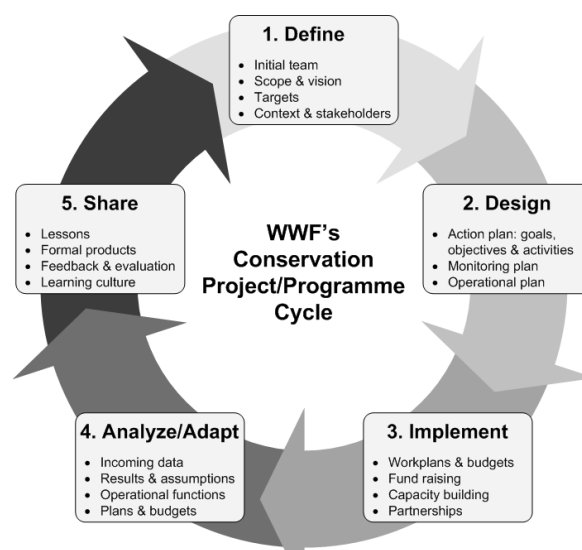 1. Define
• Initial team
• Scope & vision
• Targets
• Context & stakeholders
2. Design
• Action plan: goals,
objectives & activities
• Monitoring plan
• Operational plan
3. Implement
• Workplans & budgets
• Fund raising
• Capacity building
• Partnerships
4. Analyze/Adapt
• Incoming data
• Results & assumptions
• Operational functions
• Plans & budgets
5. Share
• Lessons
• Formal products
• Feedback & evaluation
• Learning culture
WWF's
Conservation
Project/Programme
Cycle